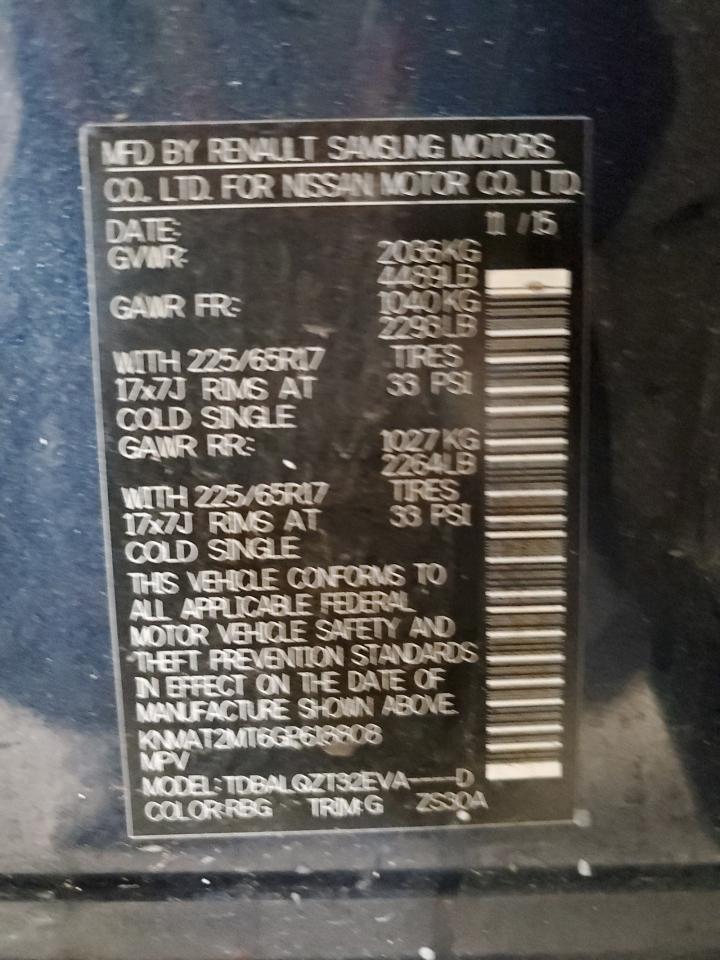 MFD BY RENAULT SAMSUNG MOTORS
CO., LTD. FOR NISSAN MOTOR CO., LTD.
DATE: 11 /15
GVWR: 2036KG
4489LB
GAWR FR: 1040KG
2293LB
WITH 225/65R17 TIRES
17x7J RIMS AT 33 PSI
COLD SINGLE
GAWR RR: 1027KG
2264LB
WITH 225/65R17 TIRES
17x7J RIMS AT 33 PSI
COLD SINGLE
THIS VEHICLE CONFORMS TO
ALL APPLICABLE FEDERAL
MOTOR VEHICLE SAFETY AND
THEFT PREVENTION STANDARDS
IN EFFECT ON THE DATE OF
MANUFACTURE SHOWN ABOVE.
KNMAT2MT6GP618808
MPV
MODEL:TDBALQZT32EVA----D
COLOR:RBG TRIM:G ZS30A